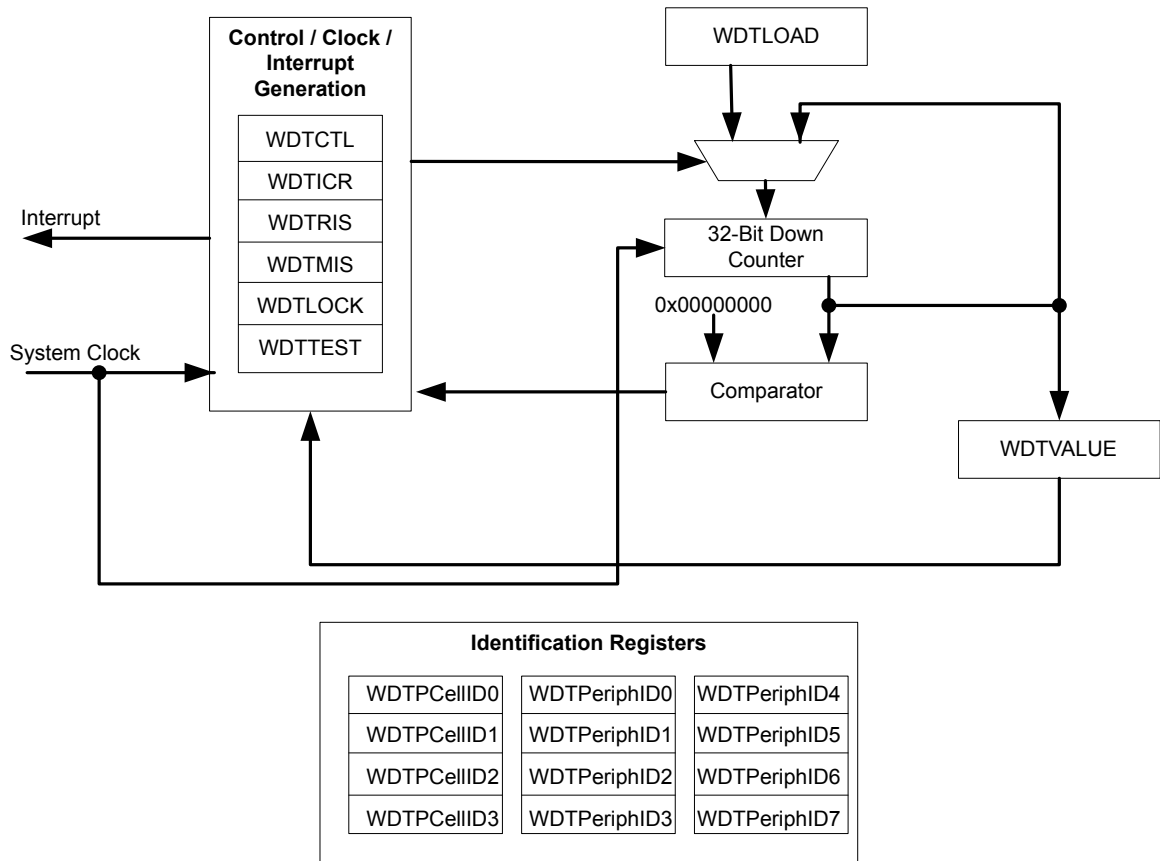 Control / Clock /
Interrupt
Generation
WDTCTL
WDTICR
WDTRIS
WDTMIS
WDTLOCK
WDTTEST
Interrupt
System Clock
WDTLOAD
32-Bit Down
Counter
0x00000000
Comparator
WDTVALUE
Identification Registers
WDTPCellID0 WDTPeriphID0 WDTPeriphID4
WDTPCellID1 WDTPeriphID1 WDTPeriphID5
WDTPCellID2 WDTPeriphID2 WDTPeriphID6
WDTPCellID3 WDTPeriphID3 WDTPeriphID7